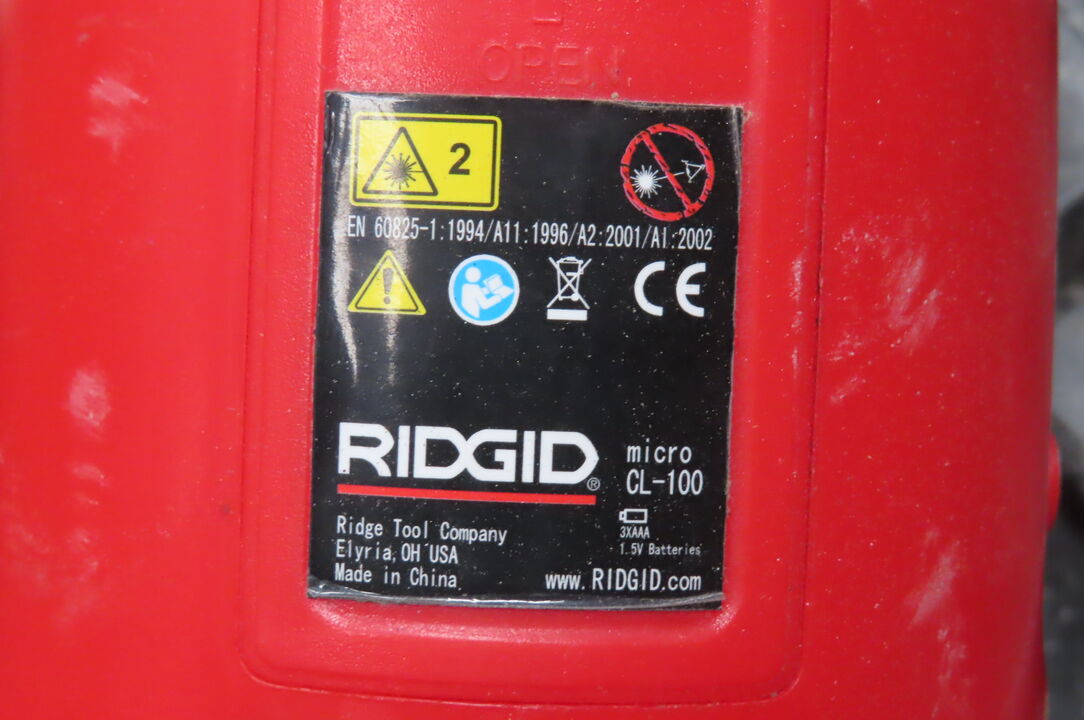 OPEN
2
EN 60825-1:1994/A11:1996/A2:2001/A1:2002
CE
RIDGID®
micro
CL-100
3XAAA
1.5V Batteries
Ridge Tool Company
Elyria, OH USA
Made in China
www.RIDGID.com